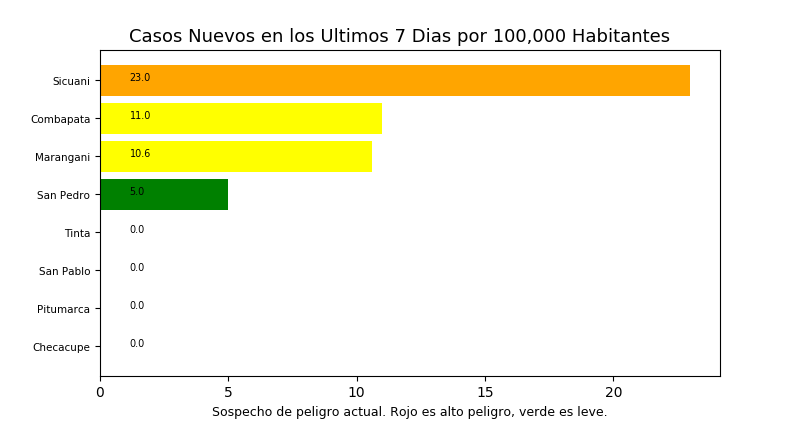 Casos Nuevos en los Ultimos 7 Dias por 100,000 Habitantes
Sicuani 23.0
Combapata 11.0
Marangani 10.6
San Pedro 5.0
Tinta 0.0
San Pablo 0.0
Pitumarca 0.0
Checacupe 0.0
0 5 10 15 20
Sospecho de peligro actual. Rojo es alto peligro, verde es leve.